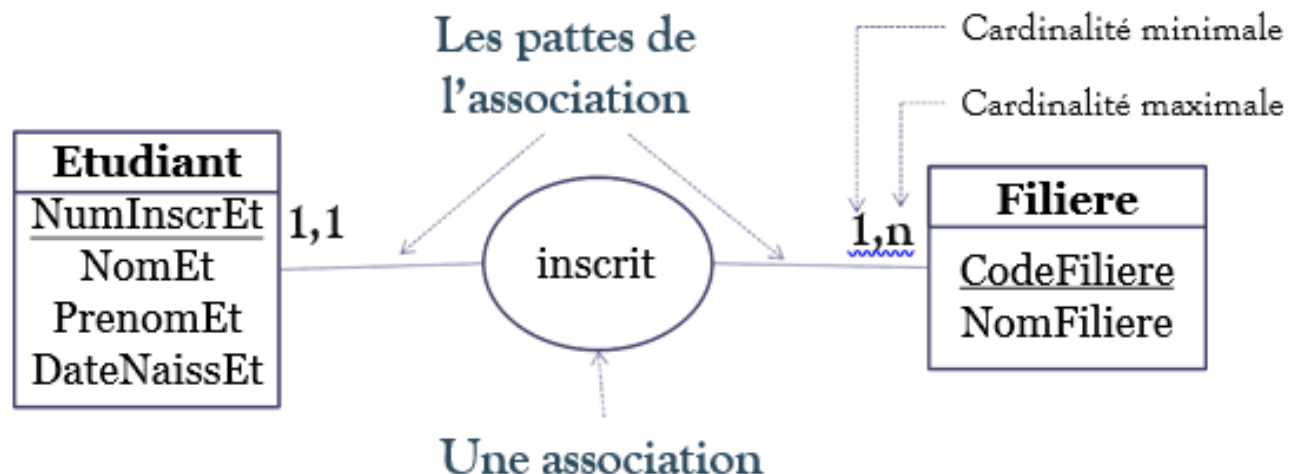 Les pattes de
l'association
Cardinalité minimale
Cardinalité maximale
Etudiant
NumInscrEt
NomEt
PrenomEt
DateNaissEt
1,1
inscrit
1,n
Filiere
CodeFiliere
NomFiliere
Une association